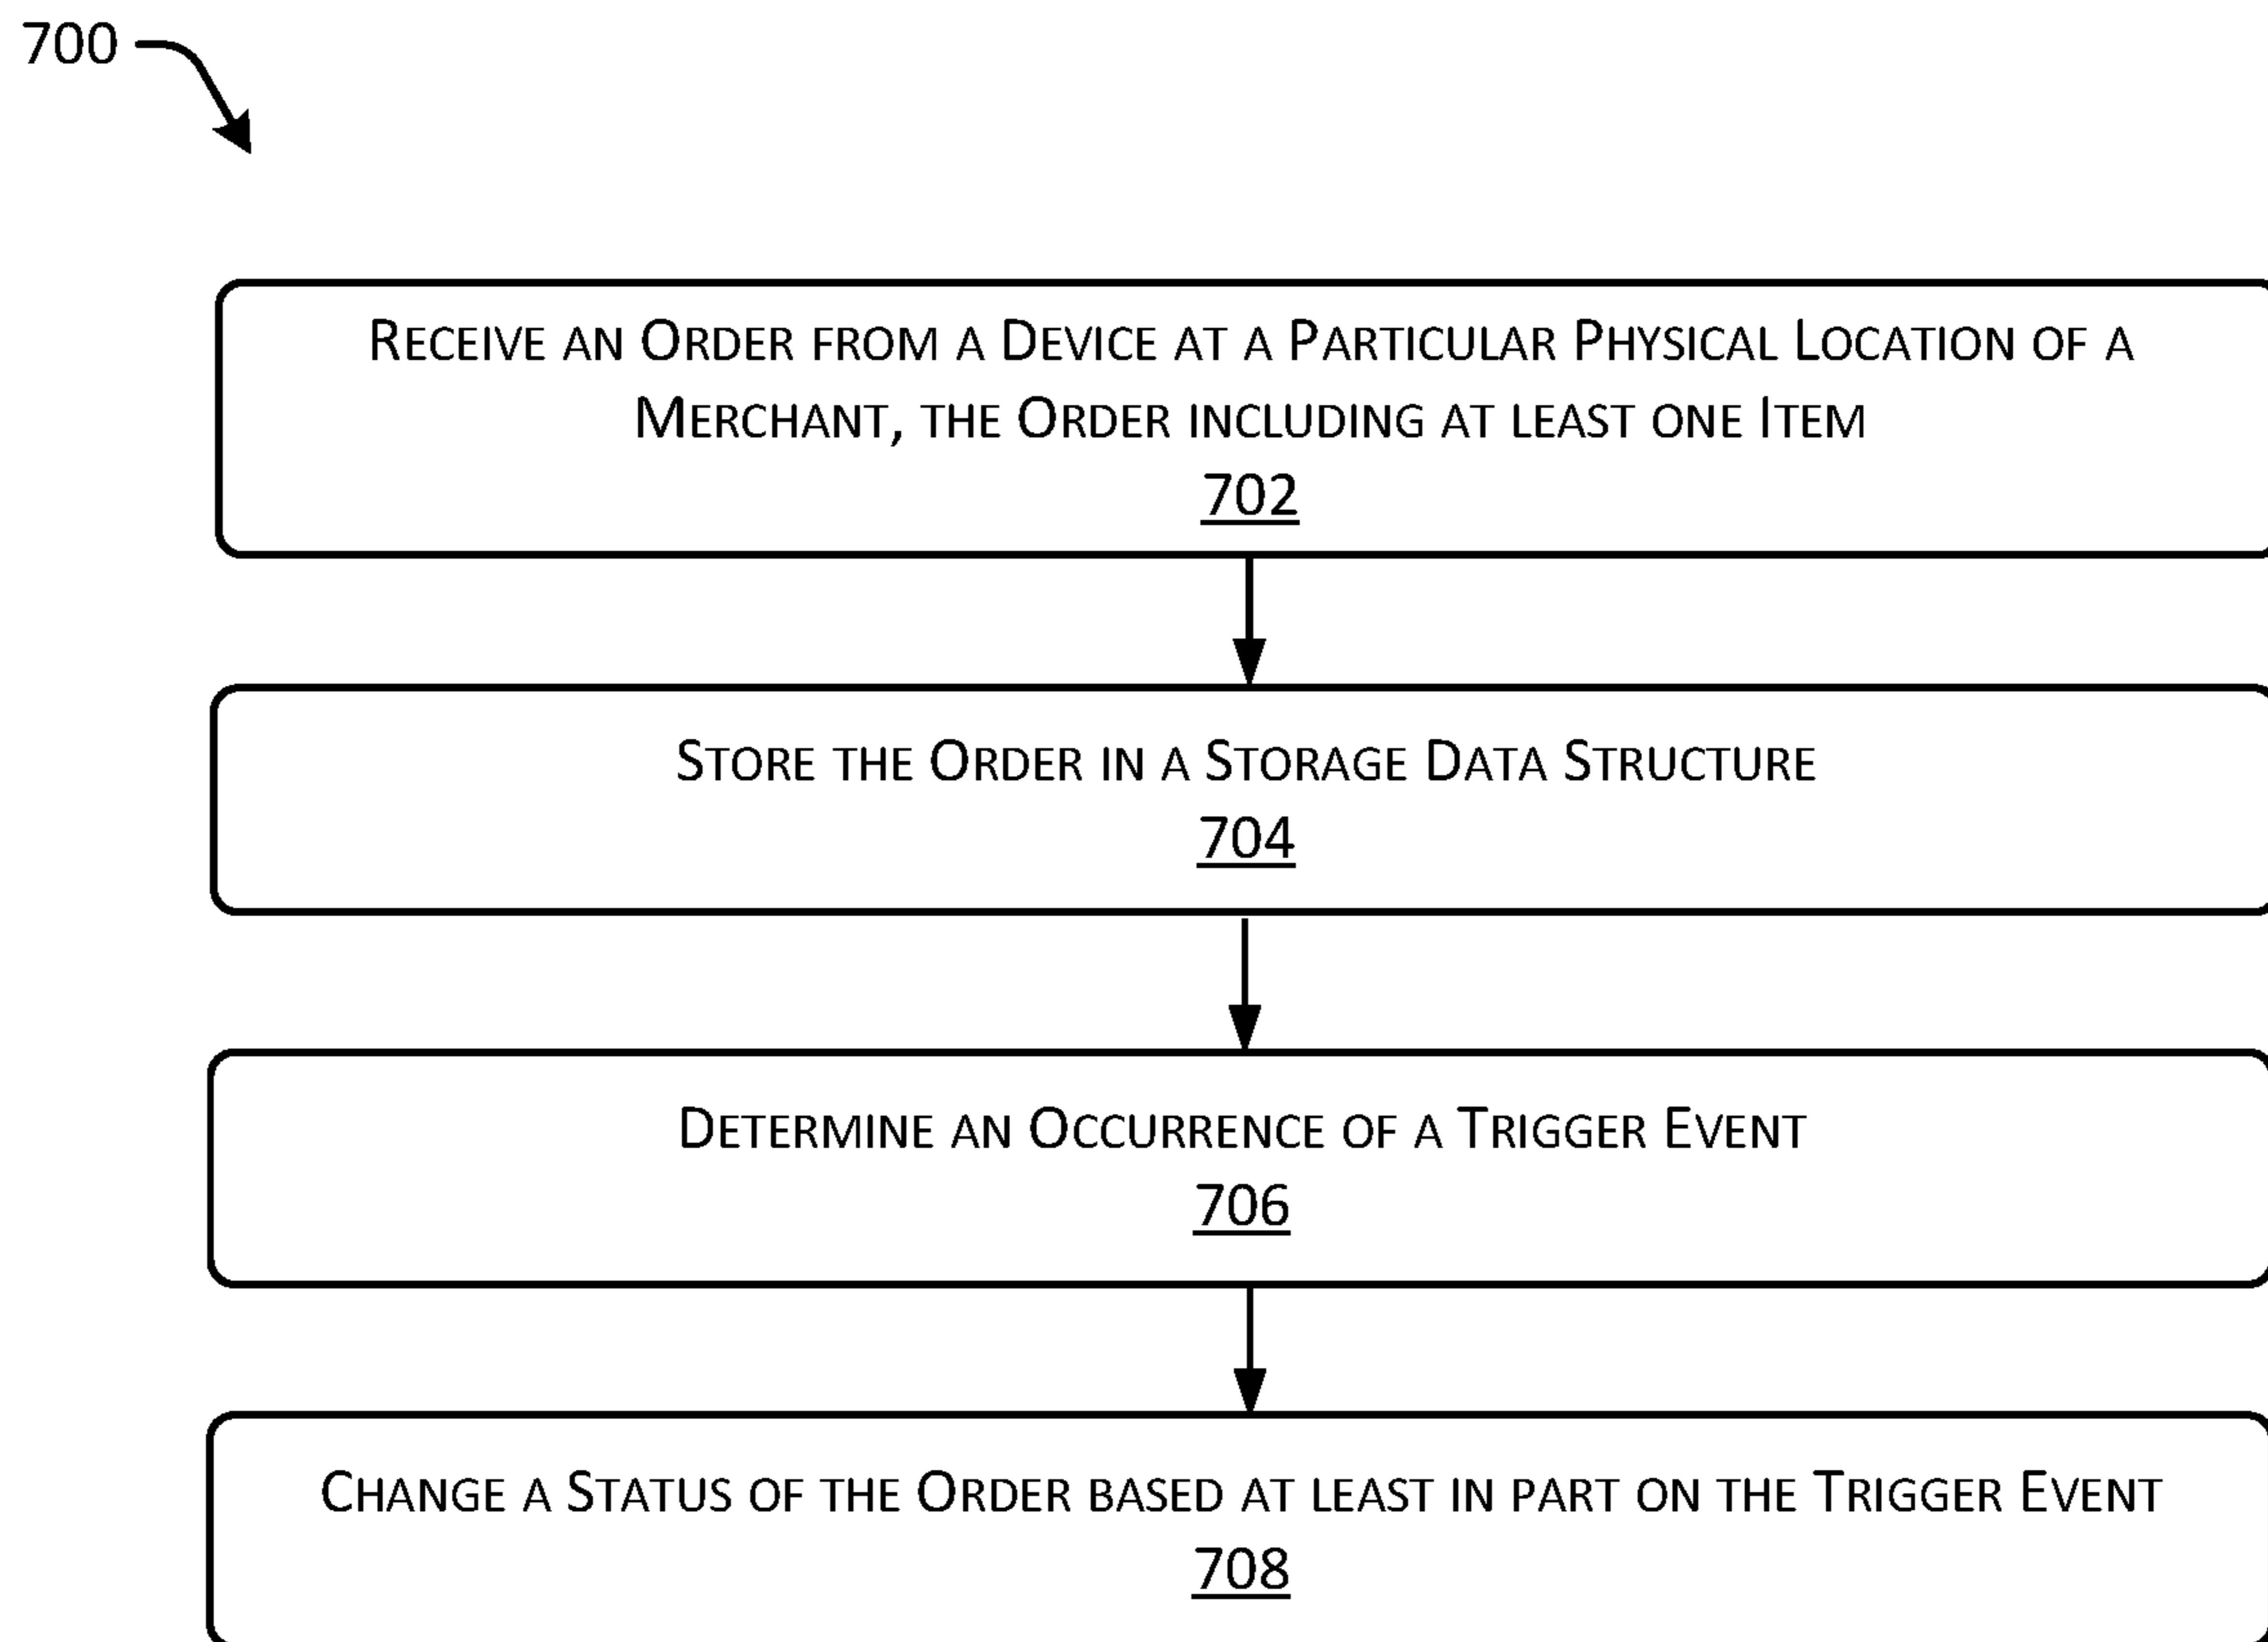 700
Receive an Order from a Device at a Particular Physical Location of a
Merchant, the Order including at least one Item
702
Store the Order in a Storage Data Structure
704
Determine an Occurrence of a Trigger Event
706
Change a Status of the Order based at least in part on the Trigger Event
708